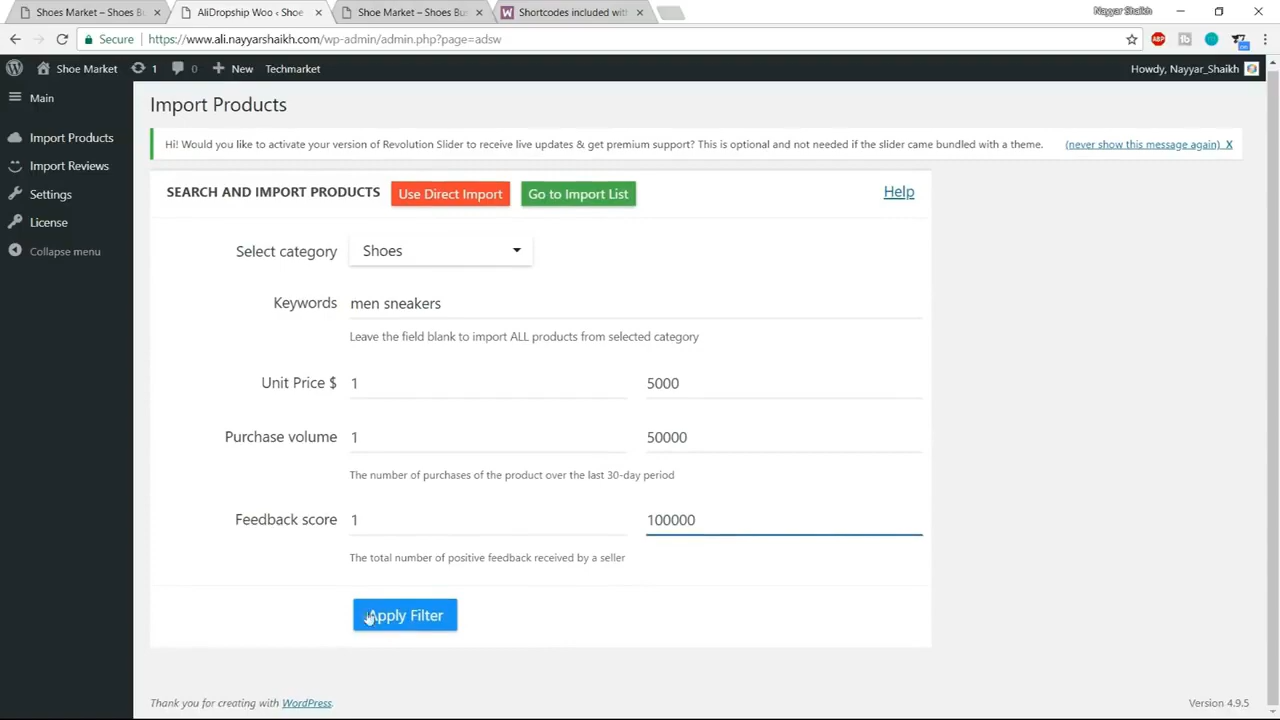 Shoes Market – Shoes Bu
AliDropship Woo ‹ Shoe
Shoe Market – Shoes Bus
Shortcodes included with
Nayyar Shaikh
Secure
https://www.ali.nayyarshaikh.com/wp-admin/admin.php?page=adsw
ABP
Shoe Market
1
0
New
Techmarket
Howdy, Nayyar_Shaikh
Main
Import Products
Import Reviews
Settings
License
Collapse menu
Import Products
Hi! Would you like to activate your version of Revolution Slider to receive live updates & get premium support? This is optional and not needed if the slider came bundled with a theme.
(never show this message again) X
SEARCH AND IMPORT PRODUCTS
Use Direct Import
Go to Import List
Help
Select category
Shoes
Keywords
men sneakers
Leave the field blank to import ALL products from selected category
Unit Price $
1
5000
Purchase volume
1
50000
The number of purchases of the product over the last 30-day period
Feedback score
1
100000
The total number of positive feedback received by a seller
Apply Filter
Thank you for creating with WordPress.
Version 4.9.5